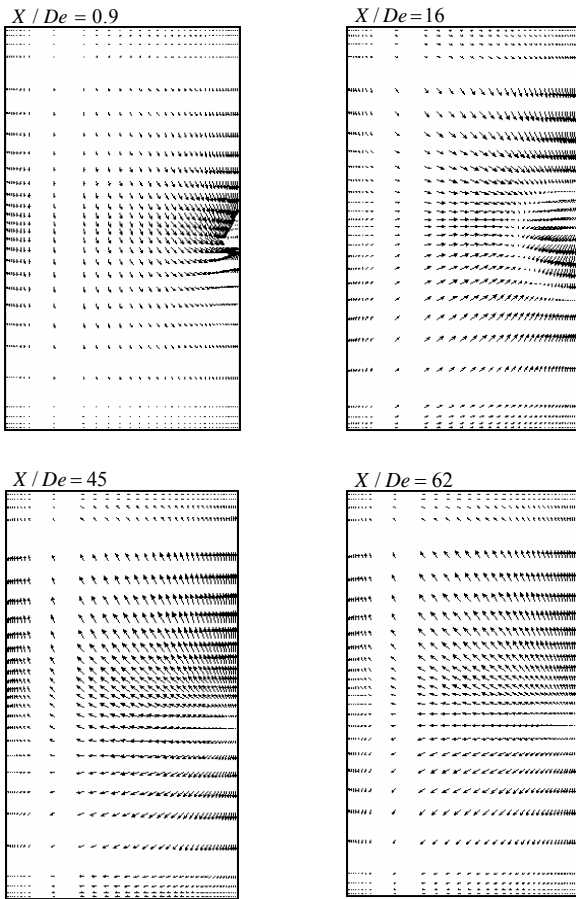 X / De = 0.9
X / De = 16
X / De = 45
X / De = 62